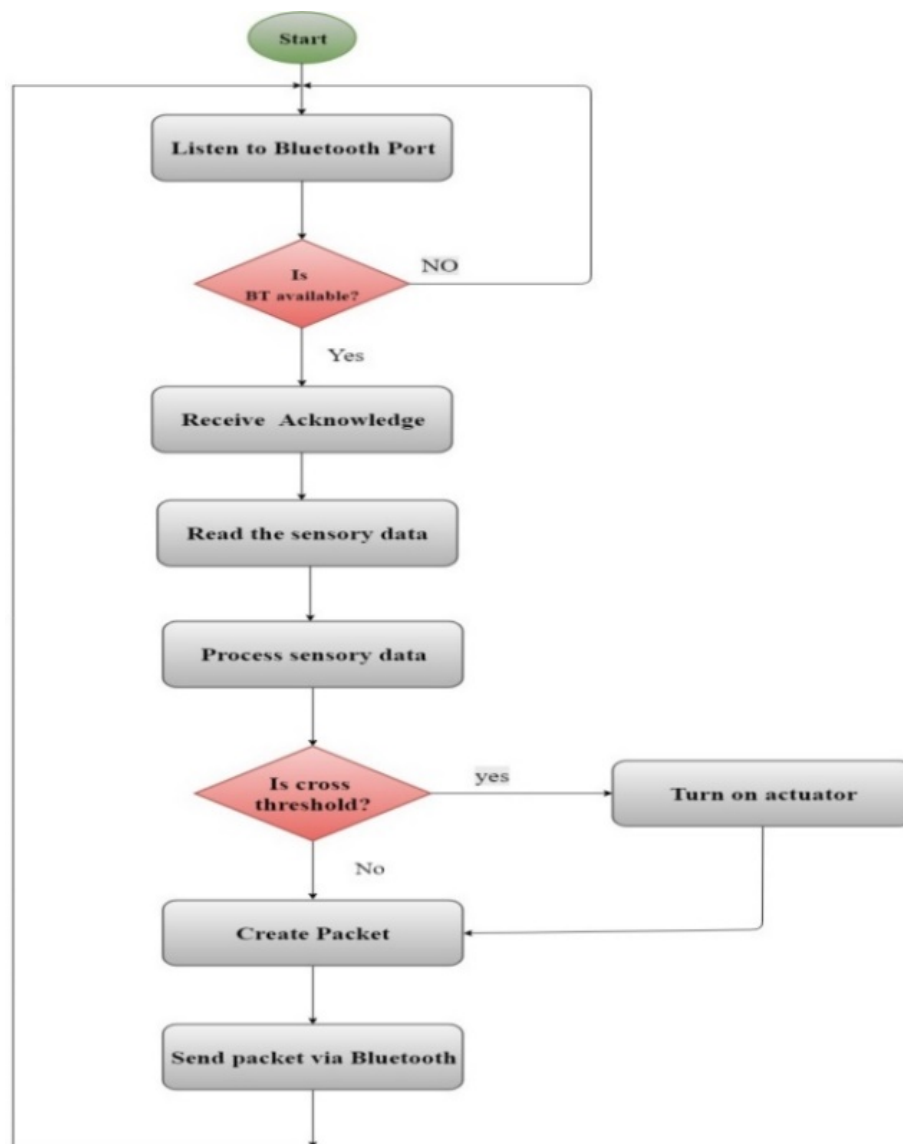 Start
Listen to Bluetooth Port
Is
BT available?
NO
Yes
Receive Acknowledge
Read the sensory data
Process sensory data
Is cross
threshold?
yes
Turn on actuator
No
Create Packet
Send packet via Bluetooth